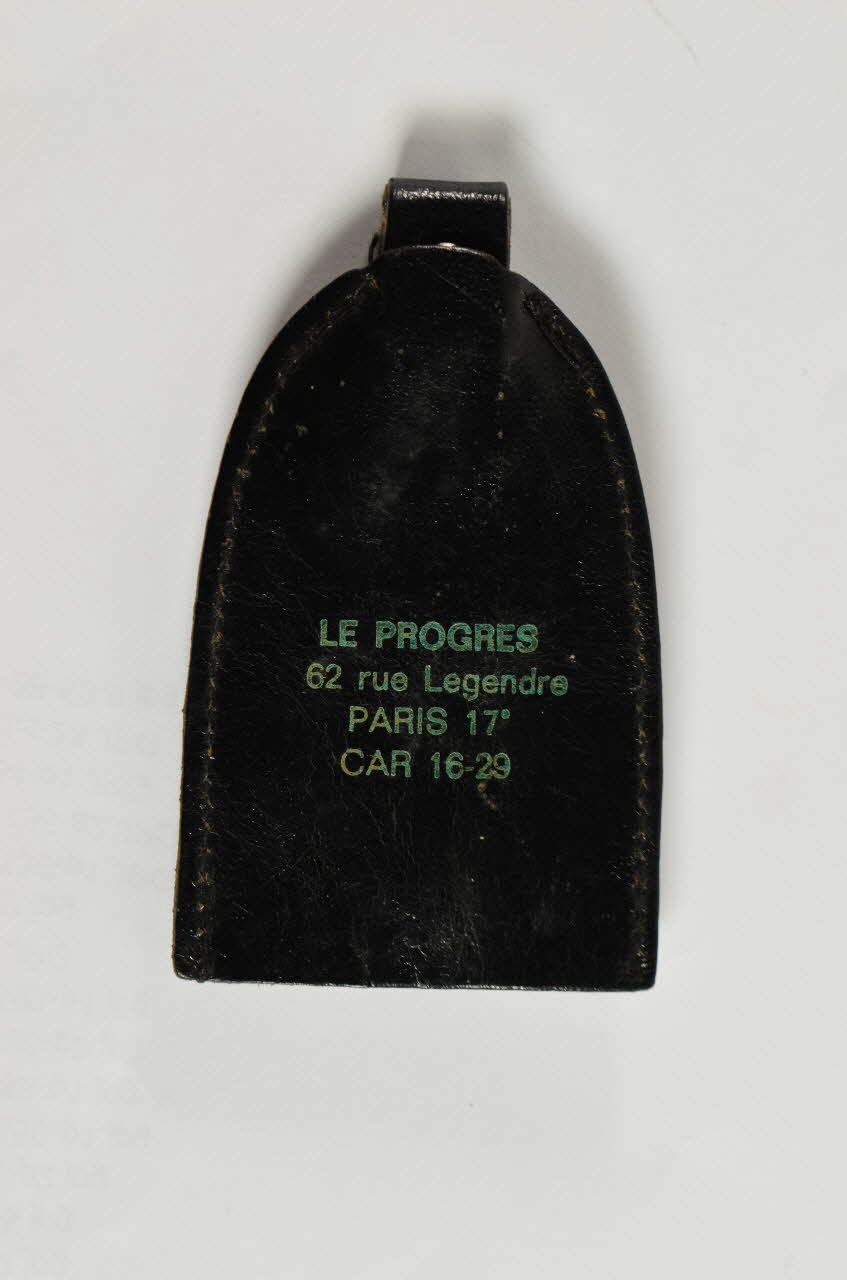 LE PROGRES
62 rue Legendre
PARIS 17°
CAR 16-29